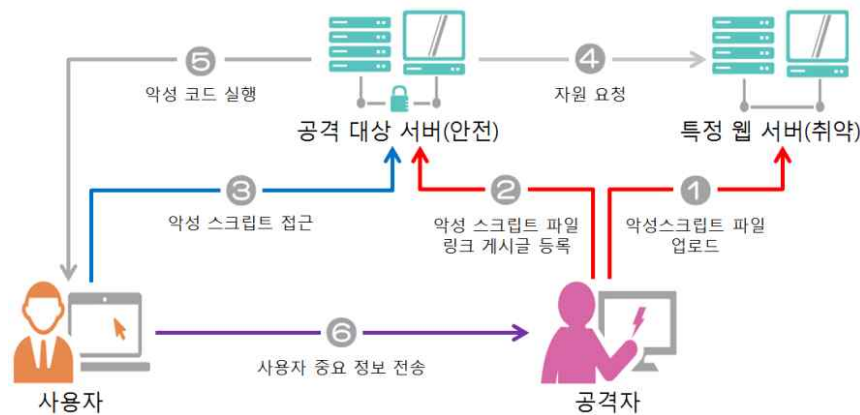 5
악성 코드 실행
4
자원 요청
공격 대상 서버(안전)
특정 웹 서버(취약)
3
악성 스크립트 접근
2
악성 스크립트 파일
링크 게시글 등록
1
악성스크립트 파일
업로드
6
사용자 중요 정보 전송
사용자
공격자